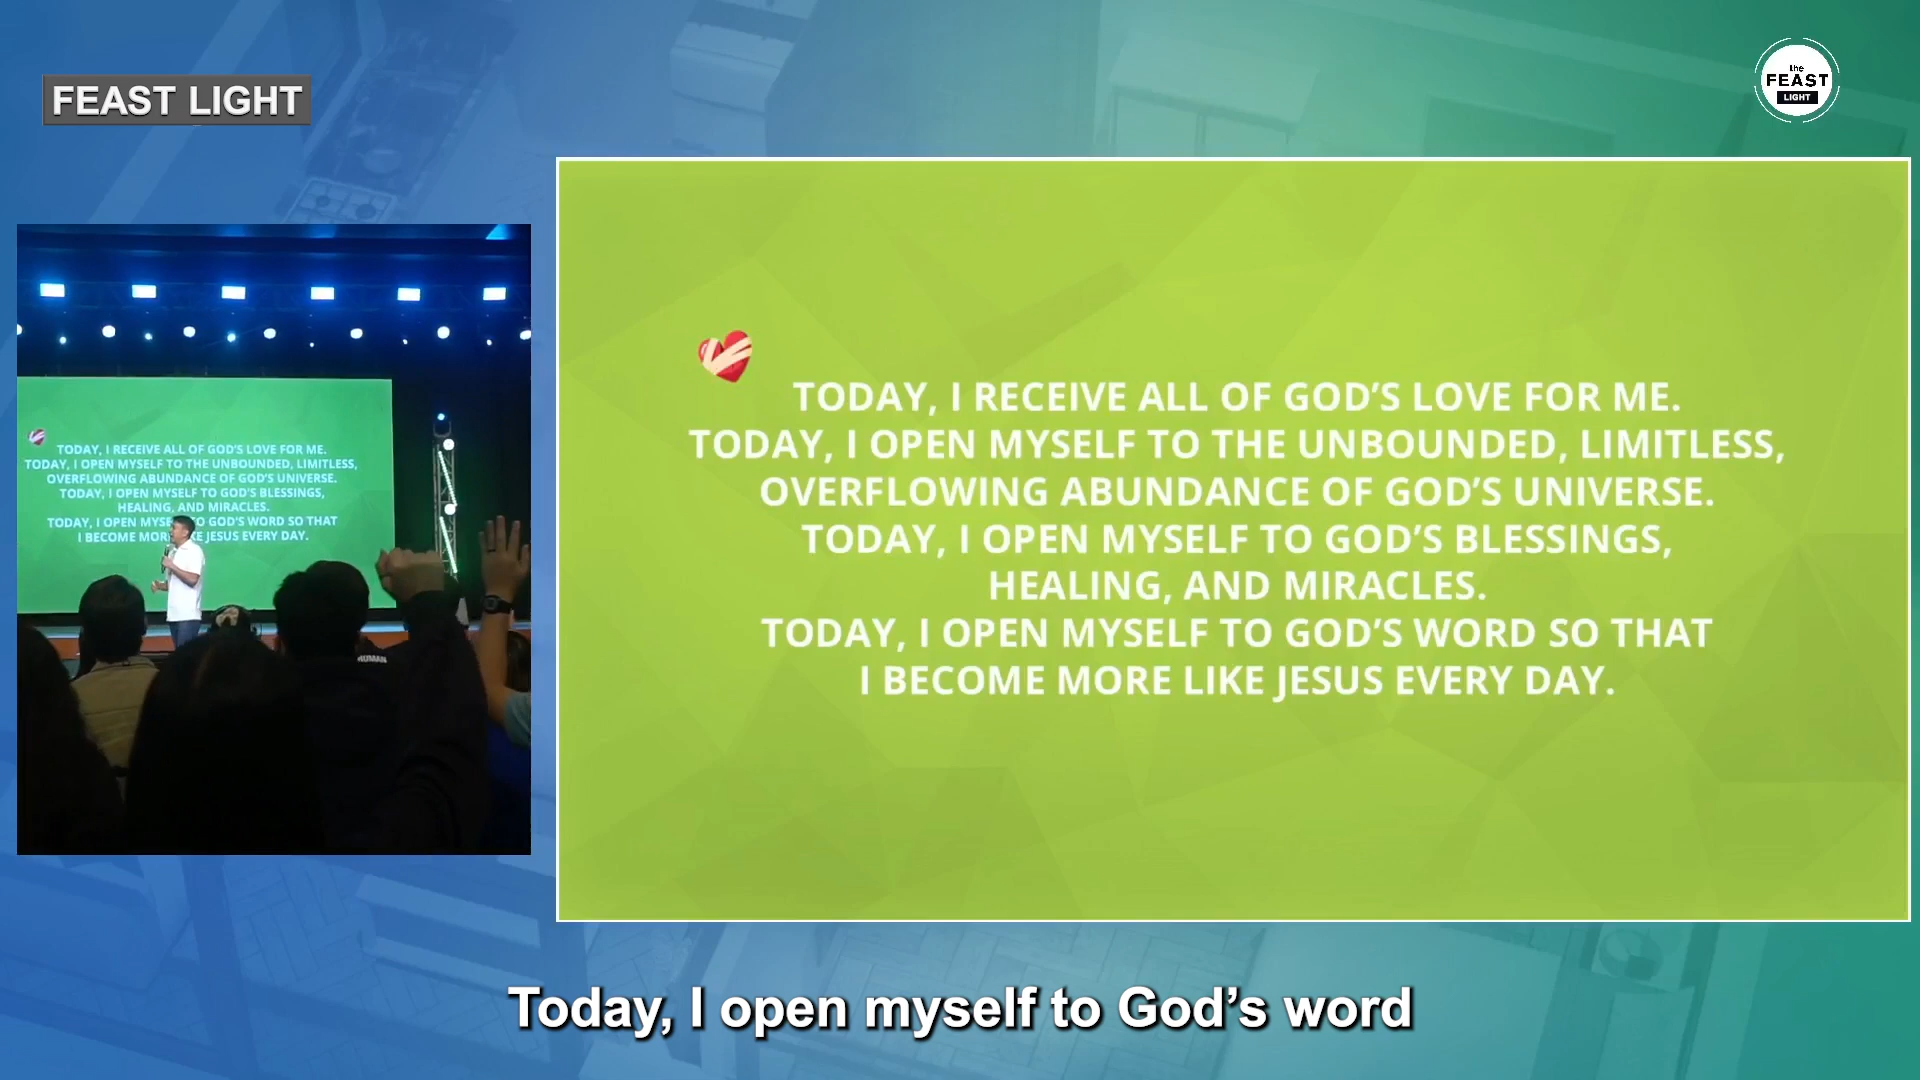 FEAST LIGHT
the
FEAST
LIGHT
TODAY, I RECEIVE ALL OF GOD'S LOVE FOR ME.
TODAY, I OPEN MYSELF TO THE UNBOUNDED, LIMITLESS,
OVERFLOWING ABUNDANCE OF GOD'S UNIVERSE.
TODAY, I OPEN MYSELF TO GOD'S BLESSINGS,
HEALING, AND MIRACLES.
TODAY, I OPEN MYSELF TO GOD'S WORD SO THAT
I BECOME MORE LIKE JESUS EVERY DAY.
TODAY, I RECEIVE ALL OF GOD'S LOVE FOR ME.
TODAY, I OPEN MYSELF TO THE UNBOUNDED, LIMITLESS,
OVERFLOWING ABUNDANCE OF GOD'S UNIVERSE.
TODAY, I OPEN MYSELF TO GOD'S BLESSINGS,
HEALING, AND MIRACLES.
TODAY, I OPEN TO GOD'S WORD SO THAT
I BECOME JESUS EVERY DAY.
HUMAN
Today, I open myself to God's word